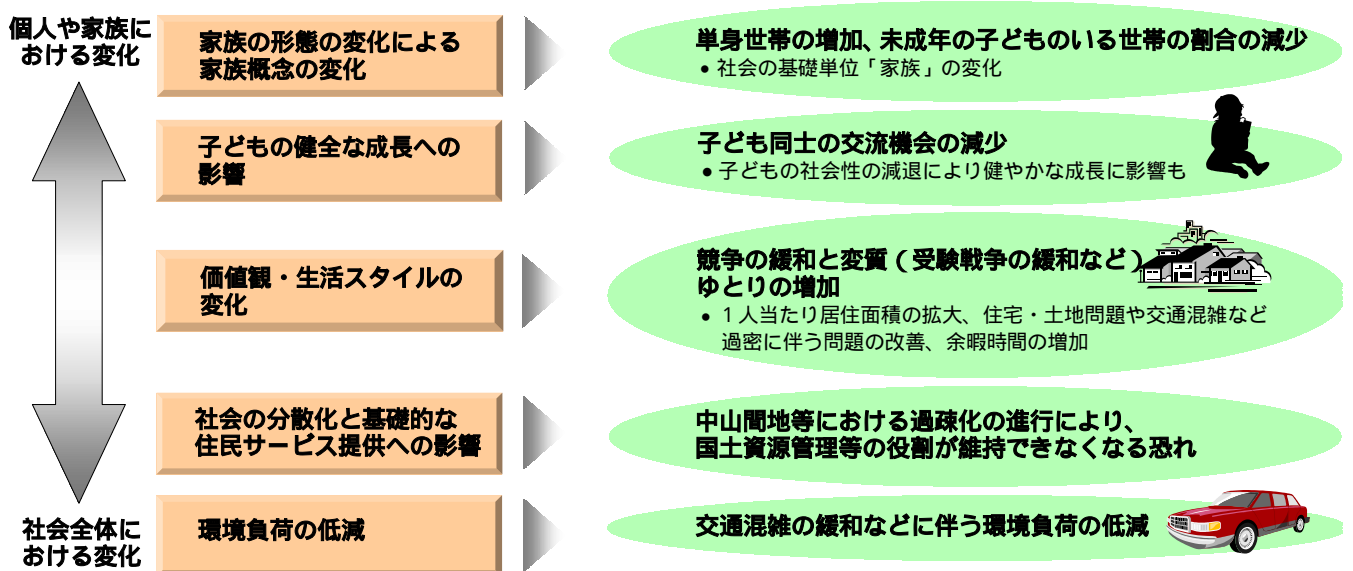 個人や家族に
おける変化
家族の形態の変化による
家族概念の変化
単身世帯の増加、未成年の子どものいる世帯の割合の減少
• 社会の基礎単位「家族」の変化
子どもの健全な成長への
影響
子ども同士の交流機会の減少
• 子どもの社会性の減退により健やかな成長に影響も
価値観・生活スタイルの
変化
競争の緩和と変質（受験戦争の緩和など）
ゆとりの増加
• 1人当たり居住面積の拡大、住宅・土地問題や交通混雑など
過密に伴う問題の改善、余暇時間の増加
社会の分散化と基礎的な
住民サービス提供への影響
中山間地等における過疎化の進行により、
国土資源管理等の役割が維持できなくなる恐れ
社会全体に
おける変化
環境負荷の低減
交通混雑の緩和などに伴う環境負荷の低減